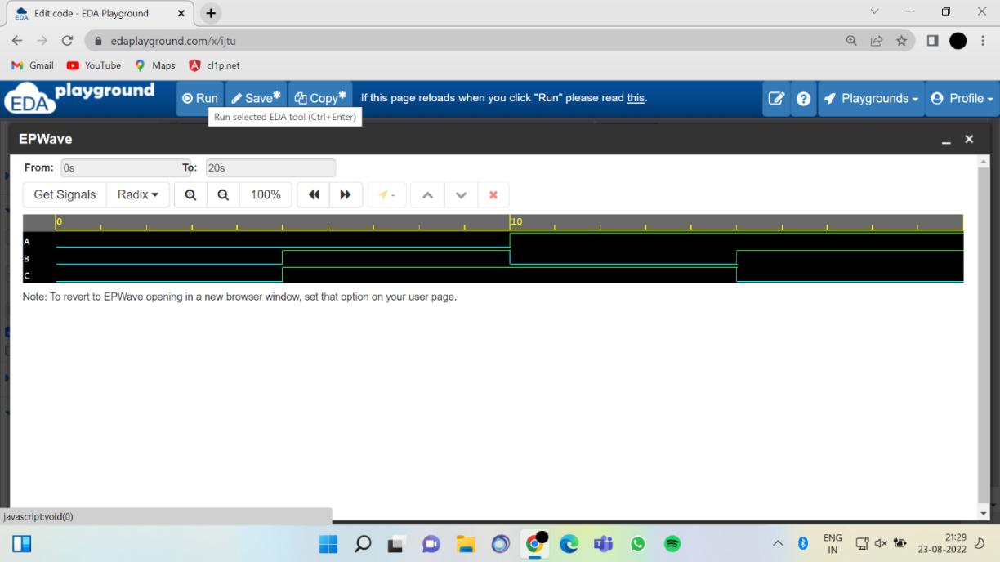 Edit code - EDA Playground
edaplayground.com/x/ijtu
Gmail YouTube Maps cl1p.net
EDA playground Run Save* Copy* If this page reloads when you click "Run" please read this. Playgrounds Profile
Run selected EDA tool (Ctrl+Enter)
EPWave
From: 0s To: 20s
Get Signals Radix 100% -
0 10
A
B
C
Note: To revert to EPWave opening in a new browser window, set that option on your user page.
javascript:void(0)
ENG 21:29
IN 23-08-2022